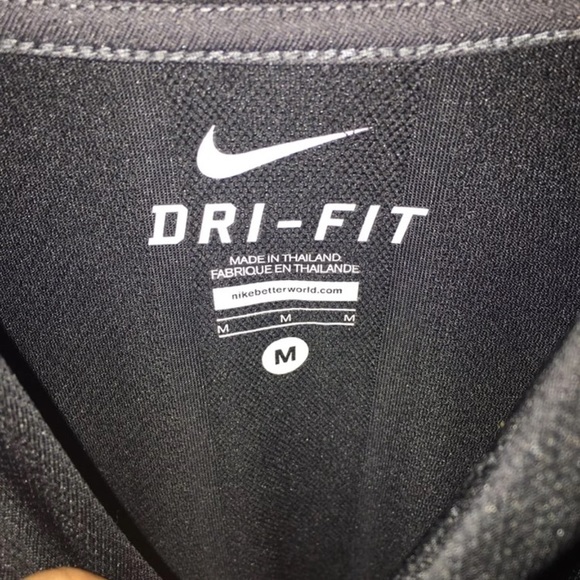 DRI-FIT
MADE IN THAILAND
FABRIQUE EN THAILANDE
nikebetterworld.com
M M M
M